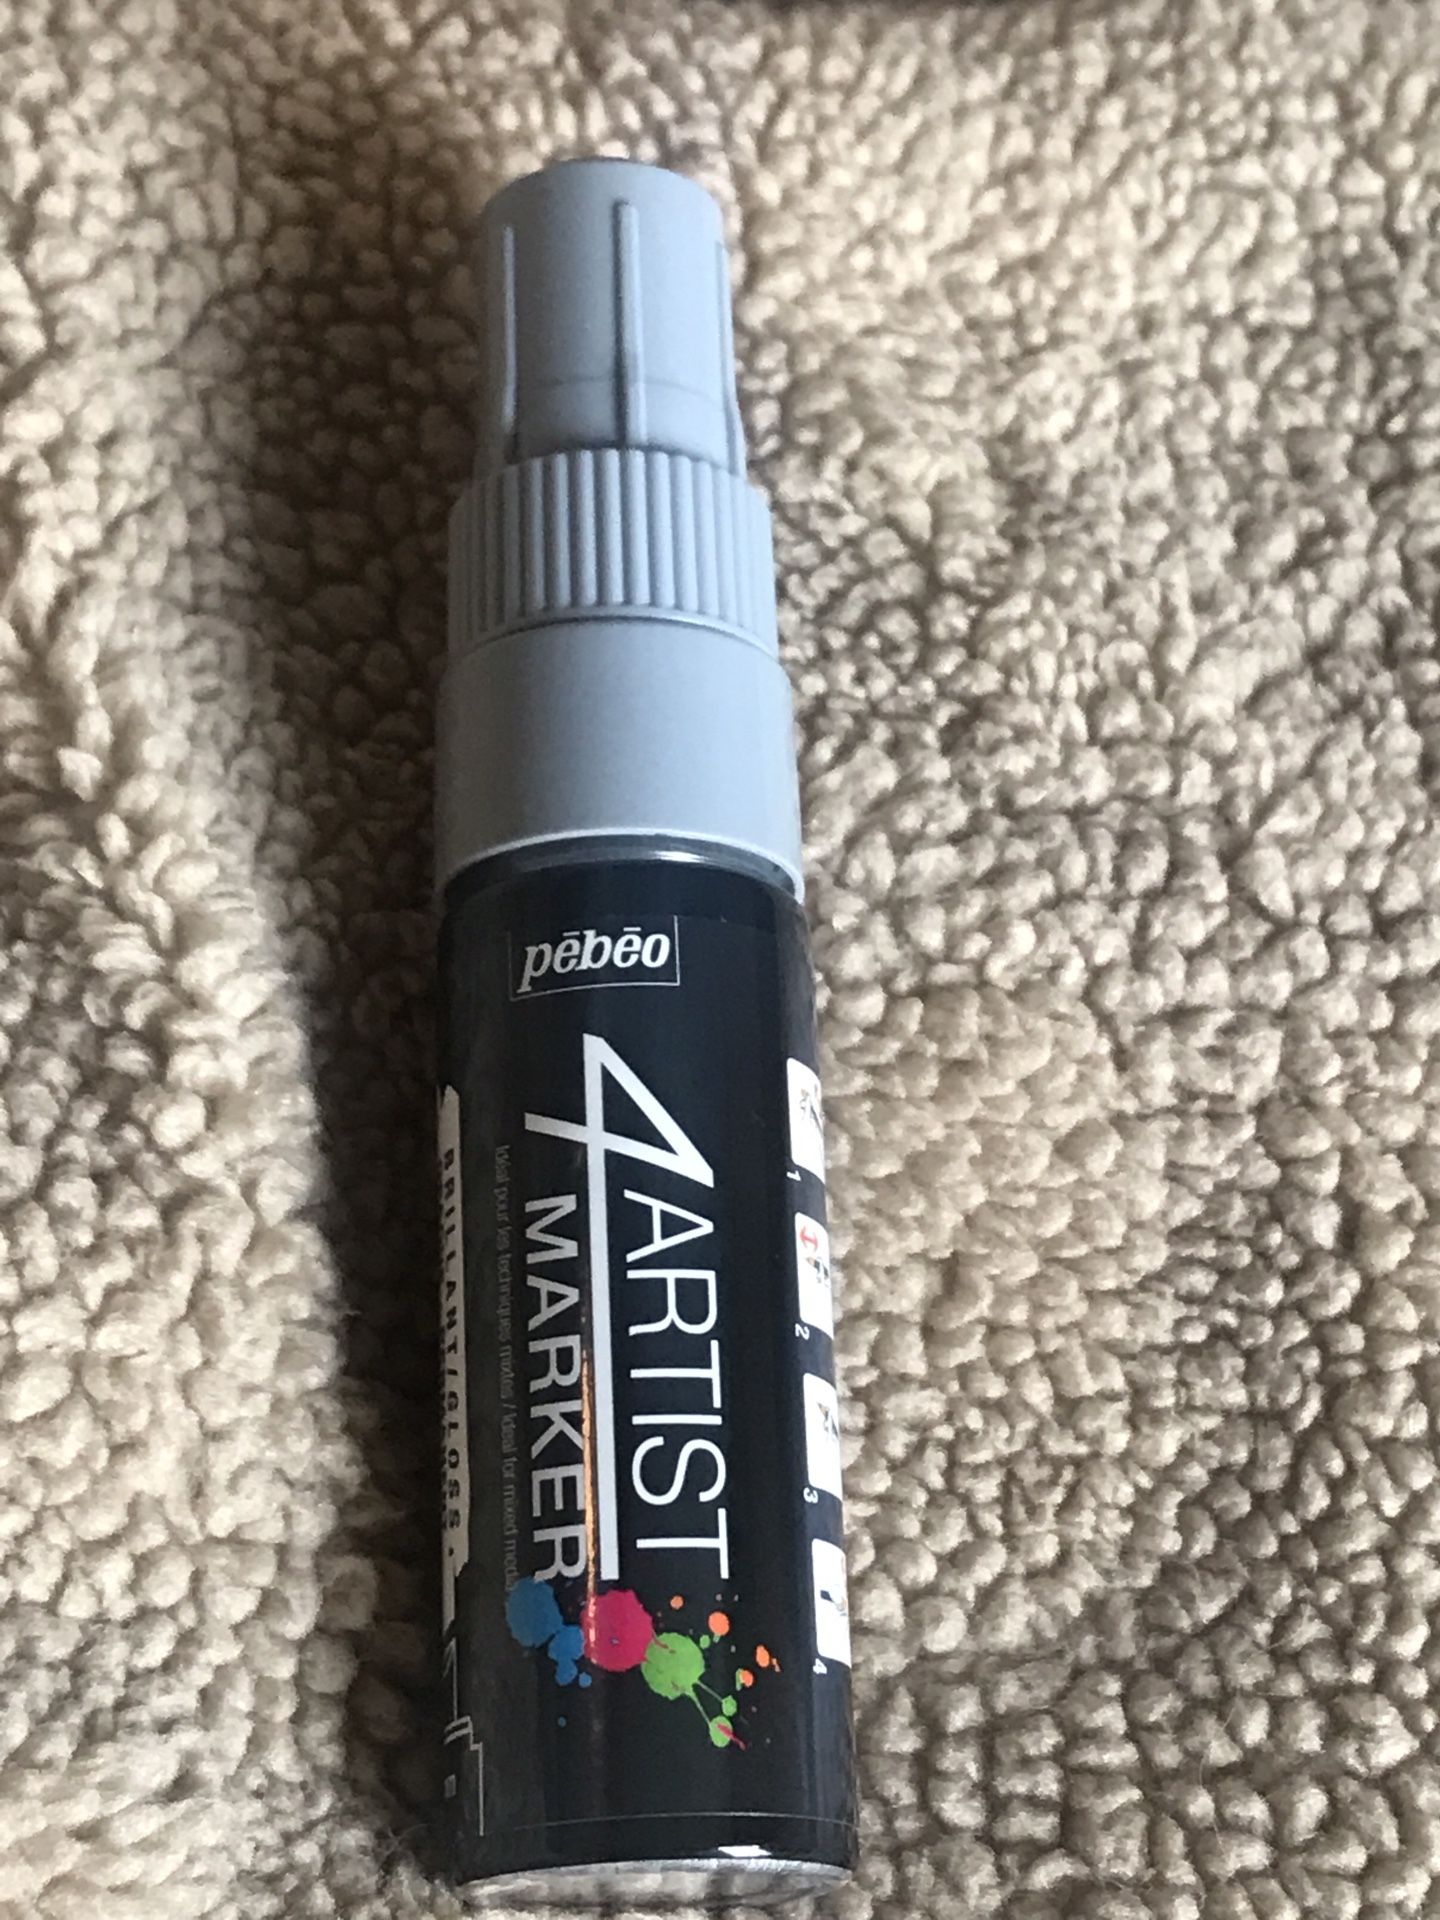 pēbēo
4ARTIST
MARKER
Idéal pour les techniques mixtes / Ideal for mixed media
BRILLANT / GLOSS
1
2
3
4